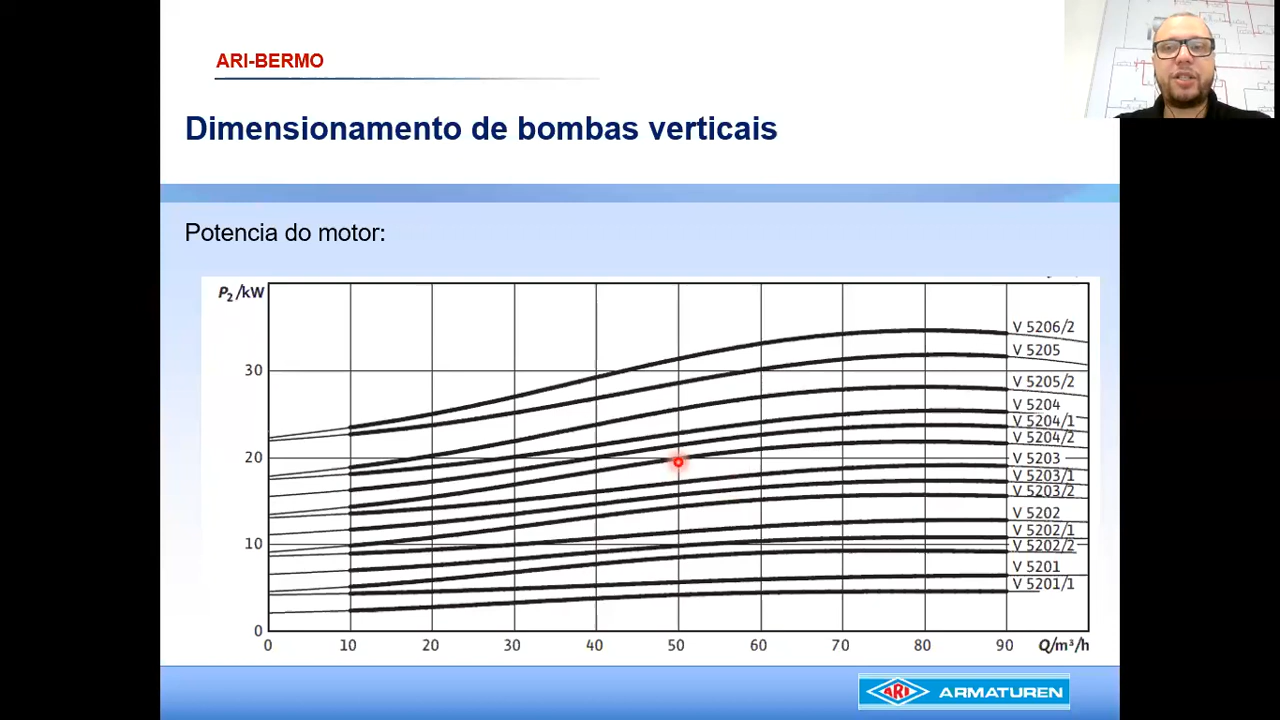 ARI-BERMO
Dimensionamento de bombas verticais
Potencia do motor:
P2/kW
30
20
10
0
V 5206/2
V 5205
V 5205/2
V 5204
V 5204/1
V 5204/2
V 5203
V 5203/1
V 5203/2
V 5202
V 5202/1
V 5202/2
V 5201
V 5201/1
0 10 20 30 40 50 60 70 80 90 Q/m³/h
ARI ARMATUREN